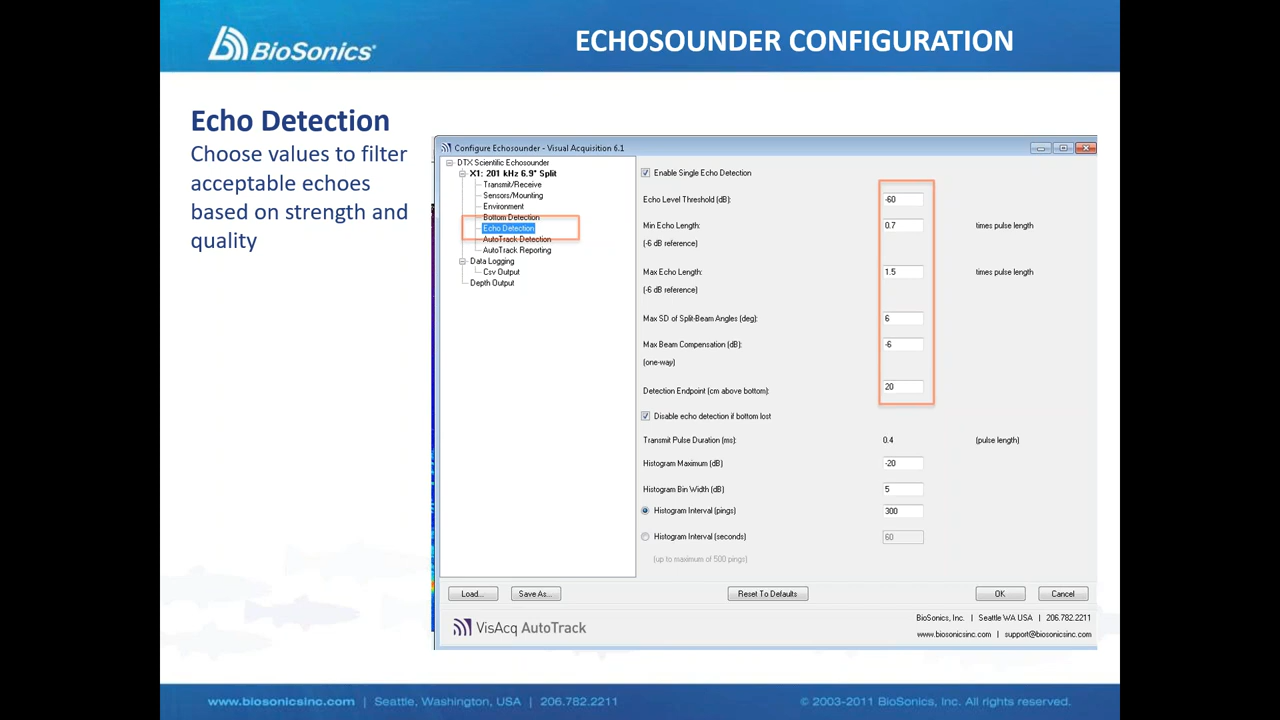 BioSonics®
ECHOSOUNDER CONFIGURATION
Echo Detection
Choose values to filter
acceptable echoes
based on strength and
quality
Configure Echosounder - Visual Acquisition 6.1
DTX Scientific Echosounder
X1: 201 kHz 6.9° Split
Transmit/Receive
Sensors/Mounting
Environment
Bottom Detection
Echo Detection
AutoTrack Detection
AutoTrack Reporting
Data Logging
Csv Output
Depth Output
Enable Single Echo Detection
Echo Level Threshold (dB): -60
Min Echo Length: 0.7 times pulse length
(-6 dB reference)
Max Echo Length: 1.5 times pulse length
(-6 dB reference)
Max SD of Split-Beam Angles (deg): 6
Max Beam Compensation (dB): -6
(one-way)
Detection Endpoint (cm above bottom): 20
Disable echo detection if bottom lost
Transmit Pulse Duration (ms): 0.4 (pulse length)
Histogram Maximum (dB) -20
Histogram Bin Width (dB) 5
Histogram Interval (pings) 300
Histogram Interval (seconds) 60
(up to maximum of 500 pings)
Load... Save As... Reset To Defaults OK Cancel
VisAcq AutoTrack
BioSonics, Inc. | Seattle WA USA | 206.782.2211
www.biosonicsinc.com | support@biosonicsinc.com
www.biosonicsinc.com | Seattle, Washington, USA | 206.782.2211
© 2003-2011 BioSonics, Inc. All rights reserved.